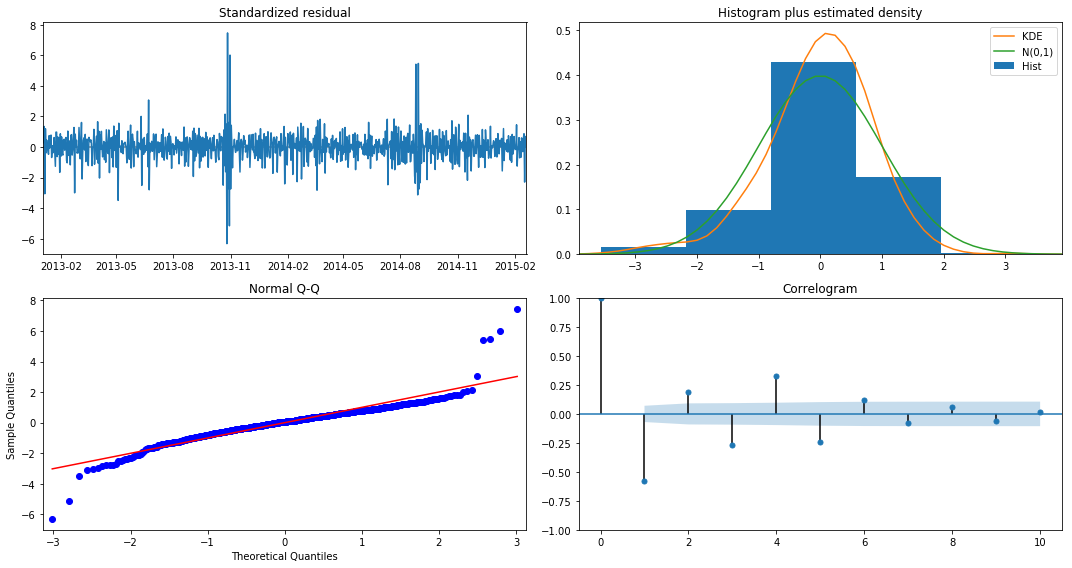 Standardized residual
8
6
4
2
0
−2
−4
−6
2013-02 2013-05 2013-08 2013-11 2014-02 2014-05 2014-08 2014-11 2015-02
Histogram plus estimated density
KDE
N(0,1)
Hist
0.5
0.4
0.3
0.2
0.1
0.0
−3 −2 −1 0 1 2 3
Normal Q-Q
Sample Quantiles
8
6
4
2
0
−2
−4
−6
−3 −2 −1 0 1 2 3
Theoretical Quantiles
Correlogram
1.00
0.75
0.50
0.25
0.00
−0.25
−0.50
−0.75
−1.00
0 2 4 6 8 10